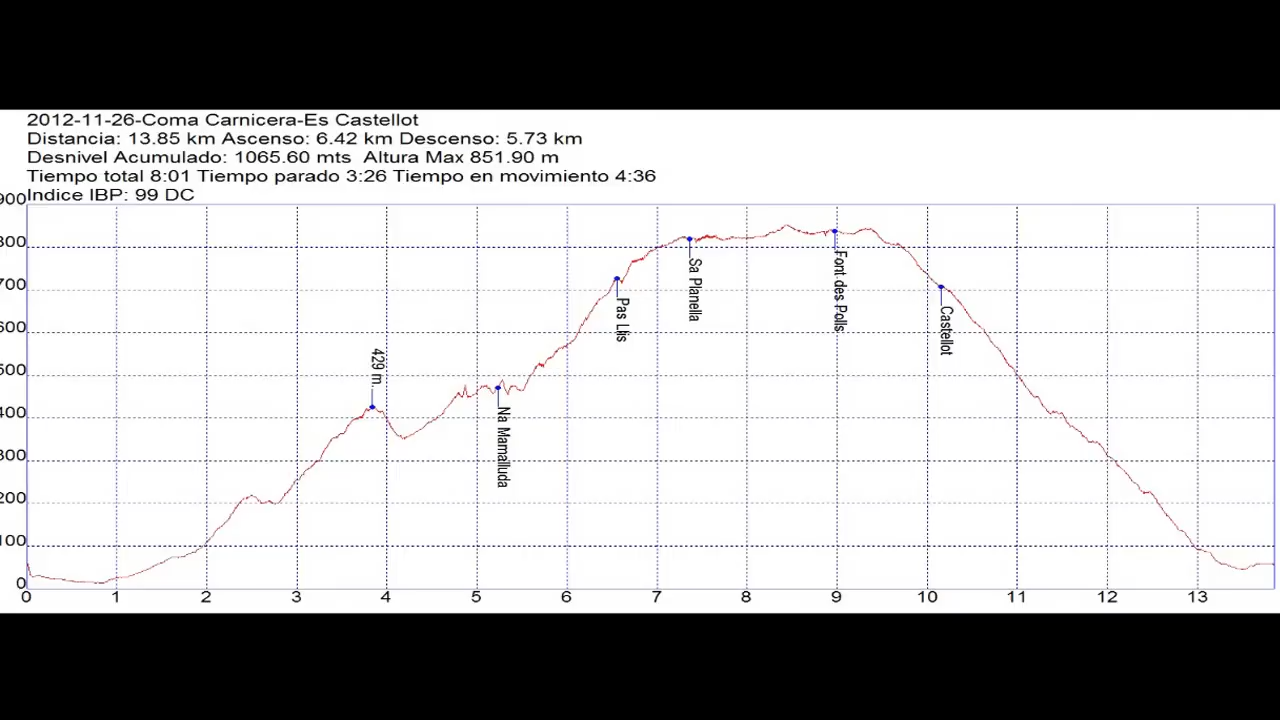 2012-11-26-Coma Carnicera-Es Castellot
Distancia: 13.85 km Ascenso: 6.42 km Descenso: 5.73 km
Desnivel Acumulado: 1065.60 mts Altura Max 851.90 m
Tiempo total 8:01 Tiempo parado 3:26 Tiempo en movimiento 4:36
Indice IBP: 99 DC
900
800
700
600
500
400
300
200
100
0
429 m.
Na Mamalluda
Pas Llis
Sa Planella
Font des Polls
Castellot
0 1 2 3 4 5 6 7 8 9 10 11 12 13